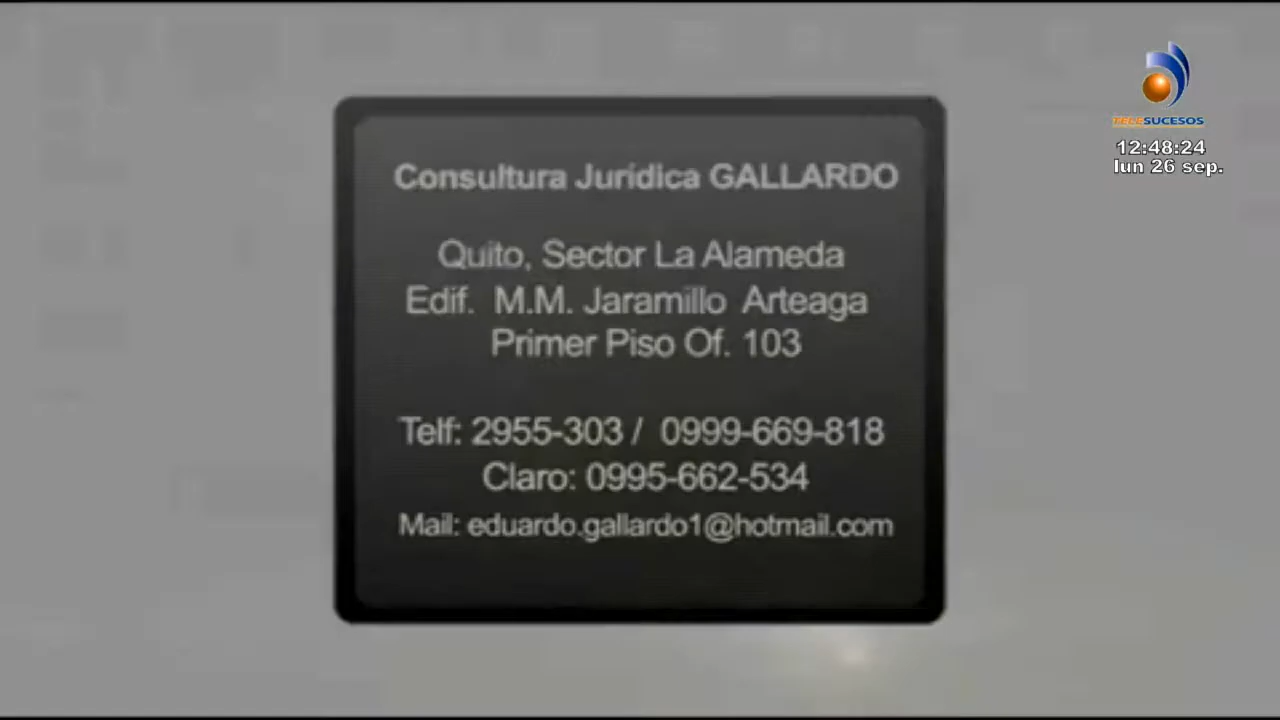 TELESUCESOS
12:48:24
lun 26 sep.
Consultura Jurídica GALLARDO
Quito, Sector La Alameda
Edif. M.M. Jaramillo Arteaga
Primer Piso Of. 103
Telf: 2955-303 / 0999-669-818
Claro: 0995-662-534
Mail: eduardo.gallardo1@hotmail.com